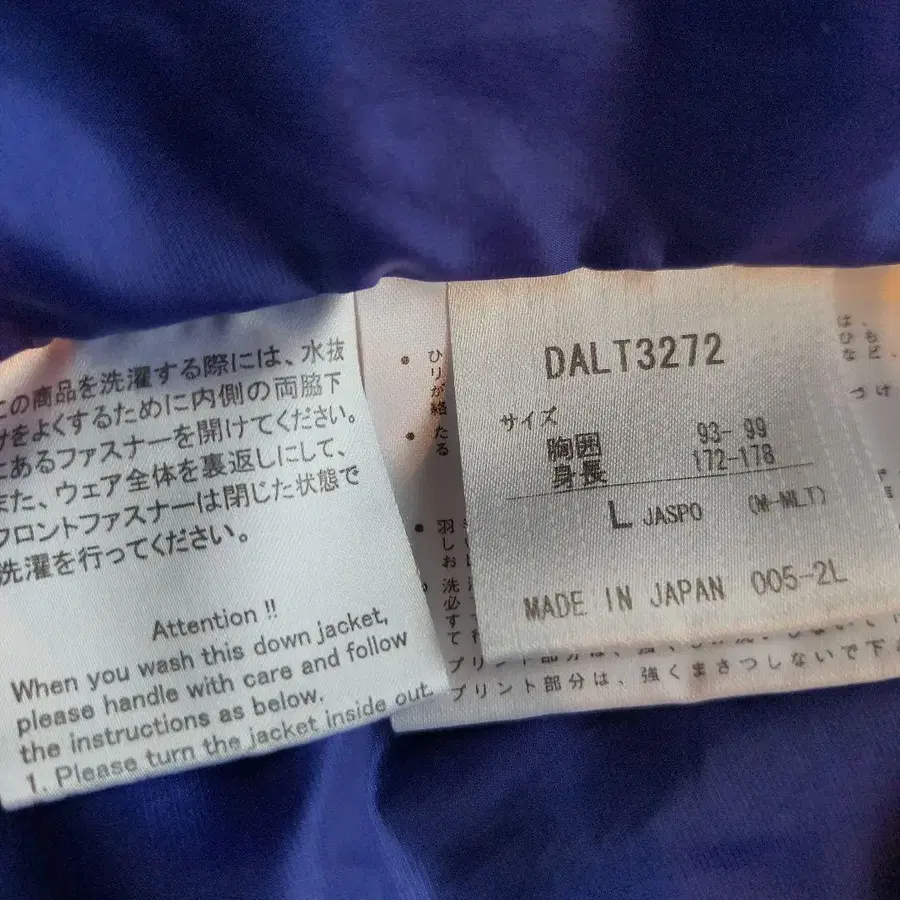 この商品を洗濯する際には、水抜
けをよくするために内側の両脇下
にあるファスナーを開けてください。
また、ウェア全体を裏返しにして、
フロントファスナーは閉じた状態で
洗濯を行ってください。
Attention !!
When you wash this down jacket,
please handle with care and follow
the instructions as below.
1. Please turn the jacket inside out.
DALT3272
サイズ
胸囲 93-99
身長 172-178
L JASPO (M-MLT)
MADE IN JAPAN 005-2L
プリント部分は、強くまさつしないで下